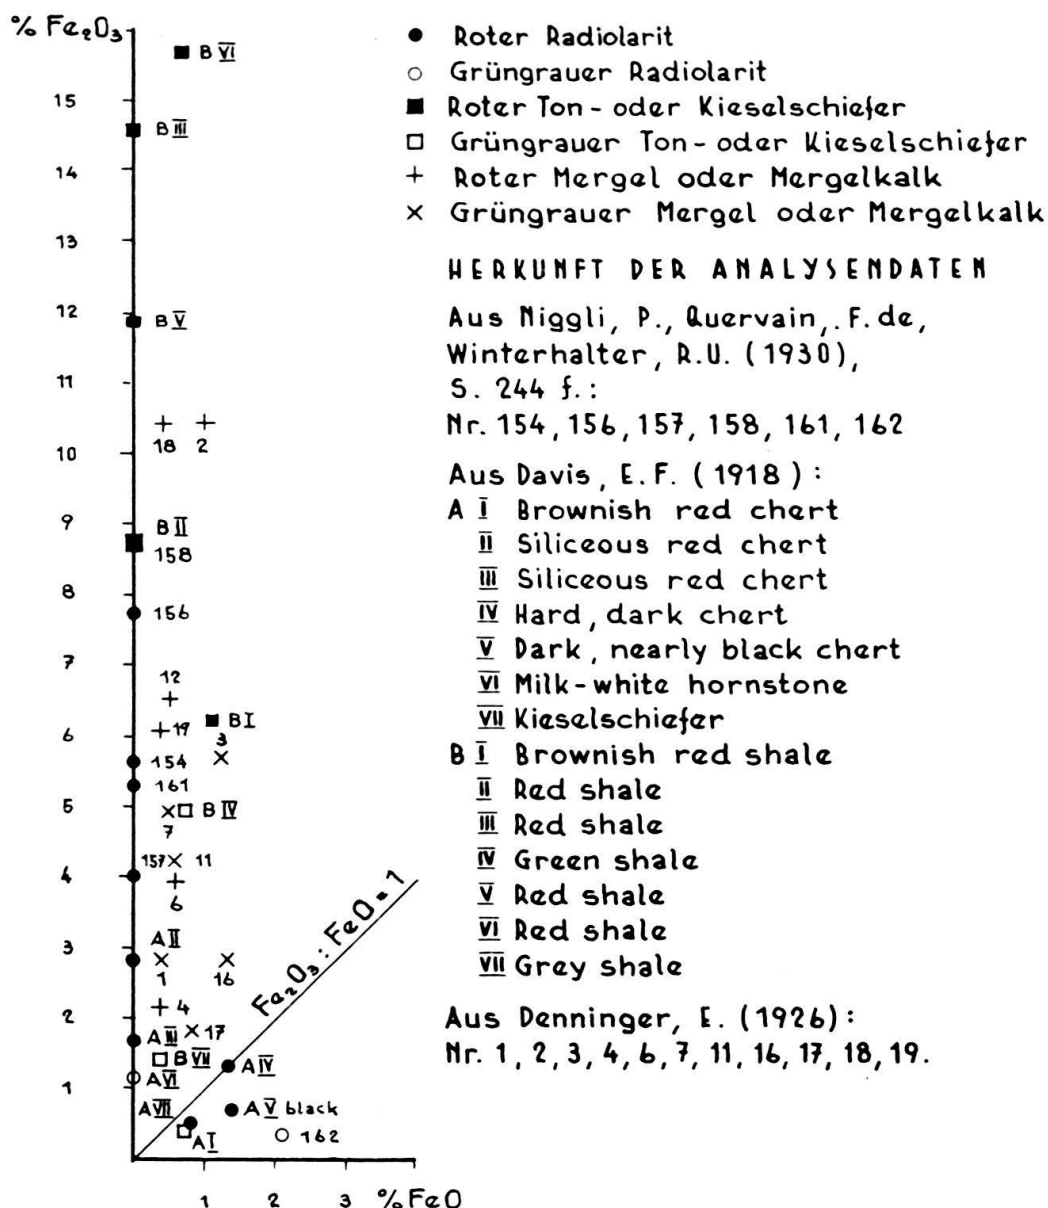 % Fe₂O₃
15
14
13
12
11
10
9
8
7
6
5
4
3
2
1
1 2 3 % FeO
B VI
B III
B V
18 2
B II
158
156
12
19
B I
3
154
161
B IV
7
157 11
6
A II
1 16
4
A III
17
B VII
A VI
A IV
A VII
A V black
A I
162
Fe₂O₃ : FeO = 1
● Roter Radiolarit
○ Grüngrauer Radiolarit
■ Roter Ton- oder Kieselschiefer
□ Grüngrauer Ton- oder Kieselschiefer
+ Roter Mergel oder Mergelkalk
× Grüngrauer Mergel oder Mergelkalk
HERKUNFT DER ANALYSENDATEN
Aus Niggli, P., Quervain, F. de,
Winterhalter, R.U. (1930),
S. 244 f.:
Nr. 154, 156, 157, 158, 161, 162
Aus Davis, E.F. (1918):
A I Brownish red chert
II Siliceous red chert
III Siliceous red chert
IV Hard, dark chert
V Dark, nearly black chert
VI Milk-white hornstone
VII Kieselschiefer
B I Brownish red shale
II Red shale
III Red shale
IV Green shale
V Red shale
VI Red shale
VII Grey shale
Aus Denninger, E. (1926):
Nr. 1, 2, 3, 4, 6, 7, 11, 16, 17, 18, 19.